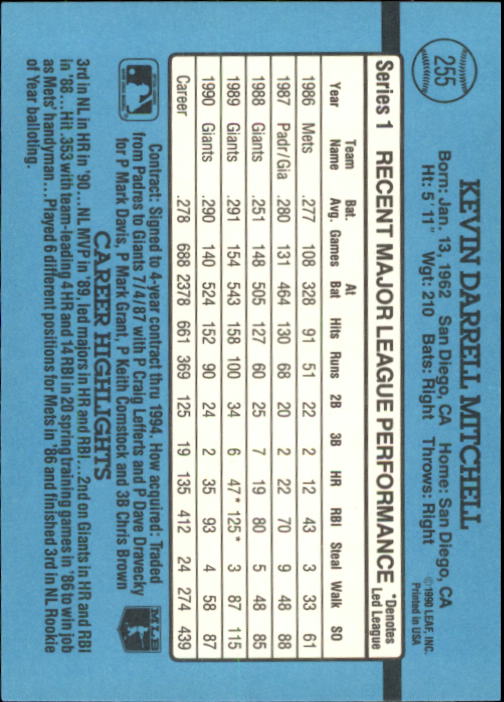 255
KEVIN DARRELL MITCHELL
Born: Jan. 13, 1962 San Diego, CA Home: San Diego, CA
Ht: 5' 11" Wgt: 210 Bats: Right Throws: Right
©1990 LEAF, INC.
Printed in USA
Series 1 RECENT MAJOR LEAGUE PERFORMANCE *Denotes Led League
Year Team Name Bat. Avg. Games At Bat Hits Runs 2B 3B HR RBI Steal Walk SO
1986 Mets .277 108 328 91 51 22 2 12 43 3 33 61
1987 Padr/Gia .280 131 464 130 68 20 2 22 70 9 48 88
1988 Giants .251 148 505 127 60 25 7 19 80 5 48 85
1989 Giants .291 154 543 158 100 34 6 47* 125* 3 87 115
1990 Giants .290 140 524 152 90 24 2 35 93 4 58 87
Career .278 688 2378 661 369 125 19 135 412 24 274 439
Contract: Signed to 4-year contract thru 1994. How acquired: Traded
from Padres to Giants 7/4/87 with P Craig Lefferts and P Dave Dravecky
for P Mark Davis, P Mark Grant, P Keith Comstock and 3B Chris Brown
MLB
CAREER HIGHLIGHTS
3rd in NL in HR in '90...NL MVP in '89, led majors in HR and RBI...2nd on Giants in HR and RBI
in '88...Hit .353 with team-leading 4 HR and 14 RBI in 20 spring training games in '86 to win job
as Mets' handyman...Played 6 different positions for Mets in '86 and finished 3rd in NL Rookie
of Year balloting.